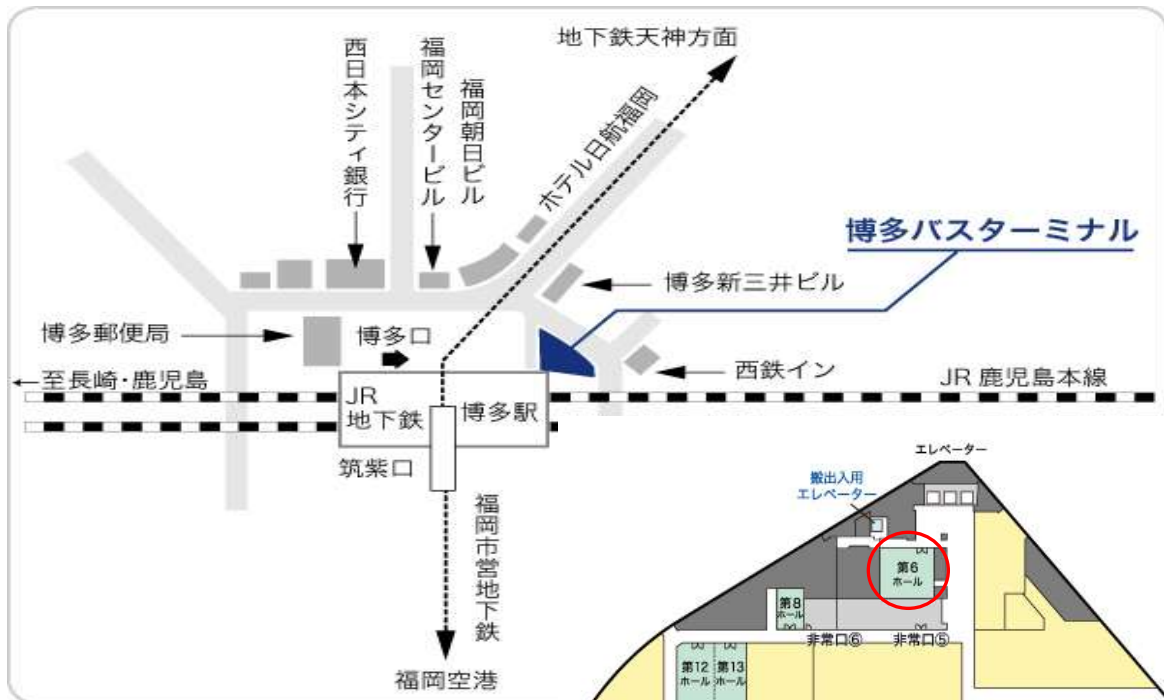 地下鉄天神方面
西日本シティ銀行
福岡センタービル
福岡朝日ビル
ホテル日航福岡
博多バスターミナル
博多新三井ビル
博多郵便局
博多口
西鉄イン
←至長崎・鹿児島
JR 鹿児島本線
JR
地下鉄
博多駅
筑紫口
福岡市営地下鉄
福岡空港
エレベーター
搬出入用
エレベーター
第6
ホール
第8
ホール
非常口⑥
非常口⑤
第12
ホール
第13
ホール